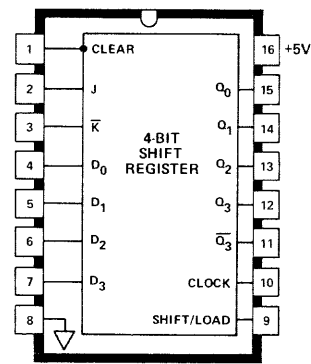 1 CLEAR 16 +5V
2 J Q0 15
3 K̅ Q1 14
4-BIT
SHIFT
REGISTER
4 D0 Q2 13
5 D1 Q3 12
6 D2 Q̅3̅ 11
7 D3 CLOCK 10
8 SHIFT/LOAD 9